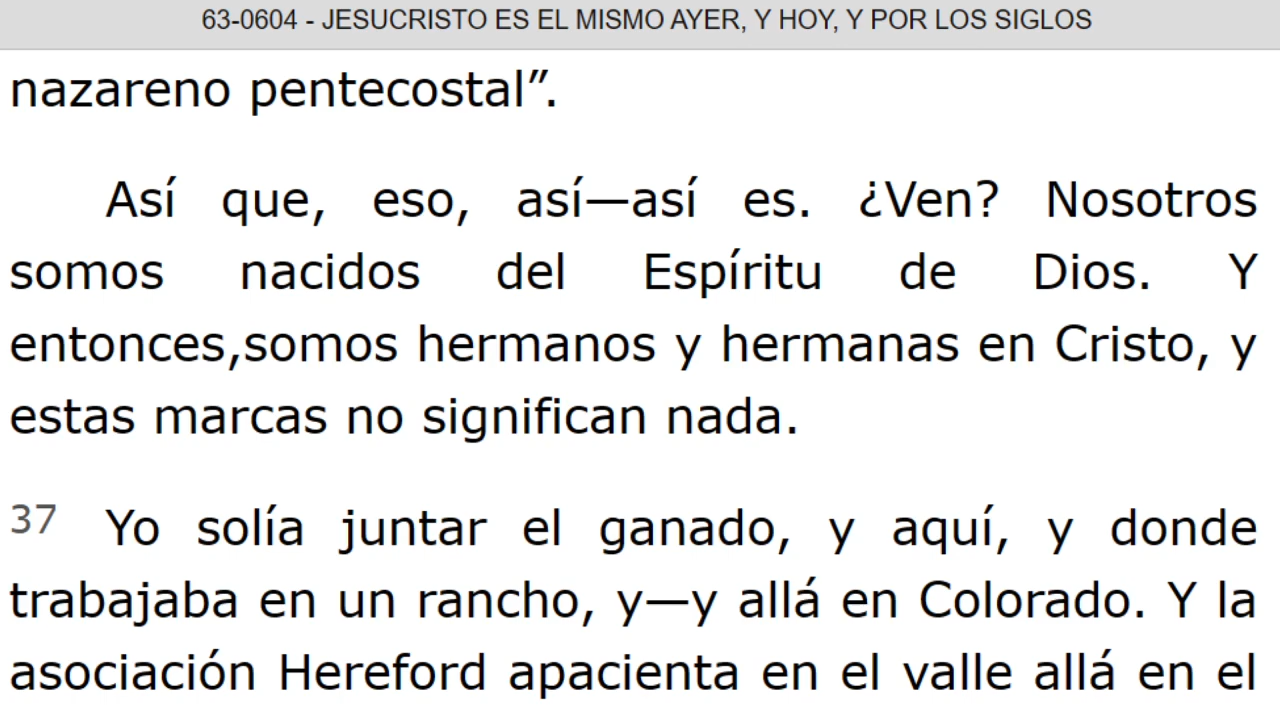 63-0604 - JESUCRISTO ES EL MISMO AYER, Y HOY, Y POR LOS SIGLOS
nazareno pentecostal”.
Así que, eso, así—así es. ¿Ven? Nosotros
somos nacidos del Espíritu de Dios. Y
entonces,somos hermanos y hermanas en Cristo, y
estas marcas no significan nada.
37 Yo solía juntar el ganado, y aquí, y donde
trabajaba en un rancho, y—y allá en Colorado. Y la
asociación Hereford apacienta en el valle allá en el